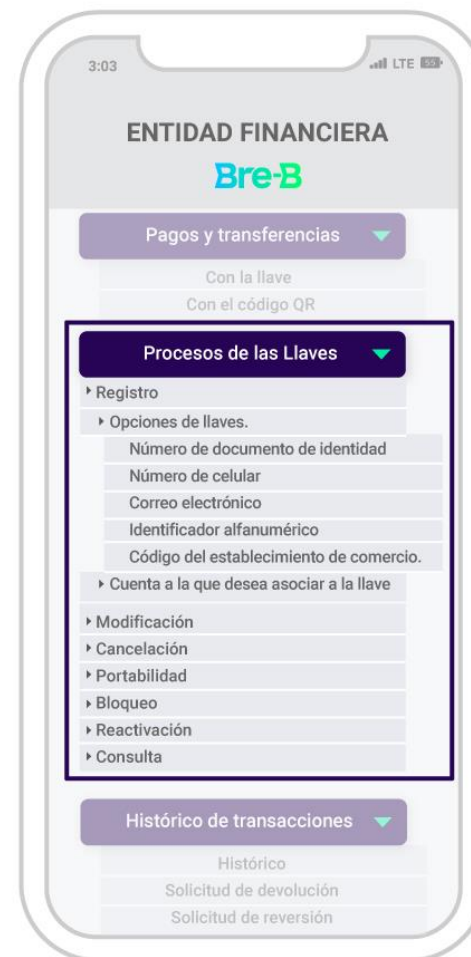 3:03 LTE 55
ENTIDAD FINANCIERA
Bre-B
Pagos y transferencias
Con la llave
Con el código QR
Procesos de las Llaves
Registro
Opciones de llaves.
Número de documento de identidad
Número de celular
Correo electrónico
Identificador alfanumérico
Código del establecimiento de comercio.
Cuenta a la que desea asociar a la llave
Modificación
Cancelación
Portabilidad
Bloqueo
Reactivación
Consulta
Histórico de transacciones
Histórico
Solicitud de devolución
Solicitud de reversión